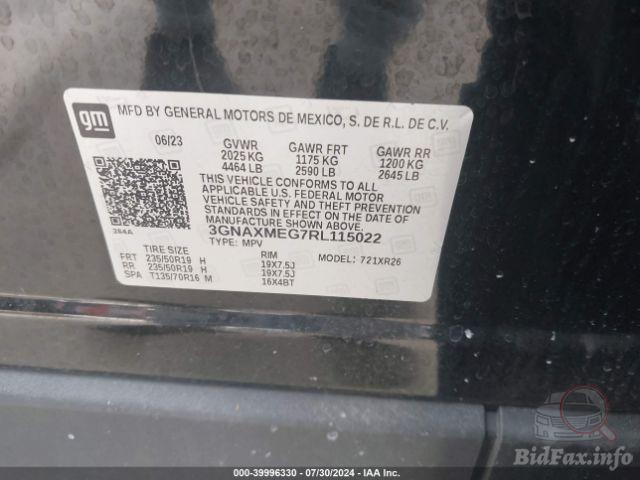 gm
MFD BY GENERAL MOTORS DE MEXICO, S. DE R.L. DE C.V.
06/23 GVWR GAWR FRT GAWR RR
2025 KG 1175 KG 1200 KG
4464 LB 2590 LB 2645 LB
THIS VEHICLE CONFORMS TO ALL
APPLICABLE U.S. FEDERAL MOTOR
VEHICLE SAFETY, BUMPER, AND
THEFT PREVENTION STANDARDS
IN EFFECT ON THE DATE OF
MANUFACTURE SHOWN ABOVE.
3GNAXMEG7RL115022
384A TYPE: MPV MODEL: 721XR26
TIRE SIZE RIM
FRT 235/50R19 H 19X7.5J
RR 235/50R19 H 19X7.5J
SPA T135/70R16 M 16X4BT
BidFax.info
000-39996330 / 07/30/2024 - IAA Inc.